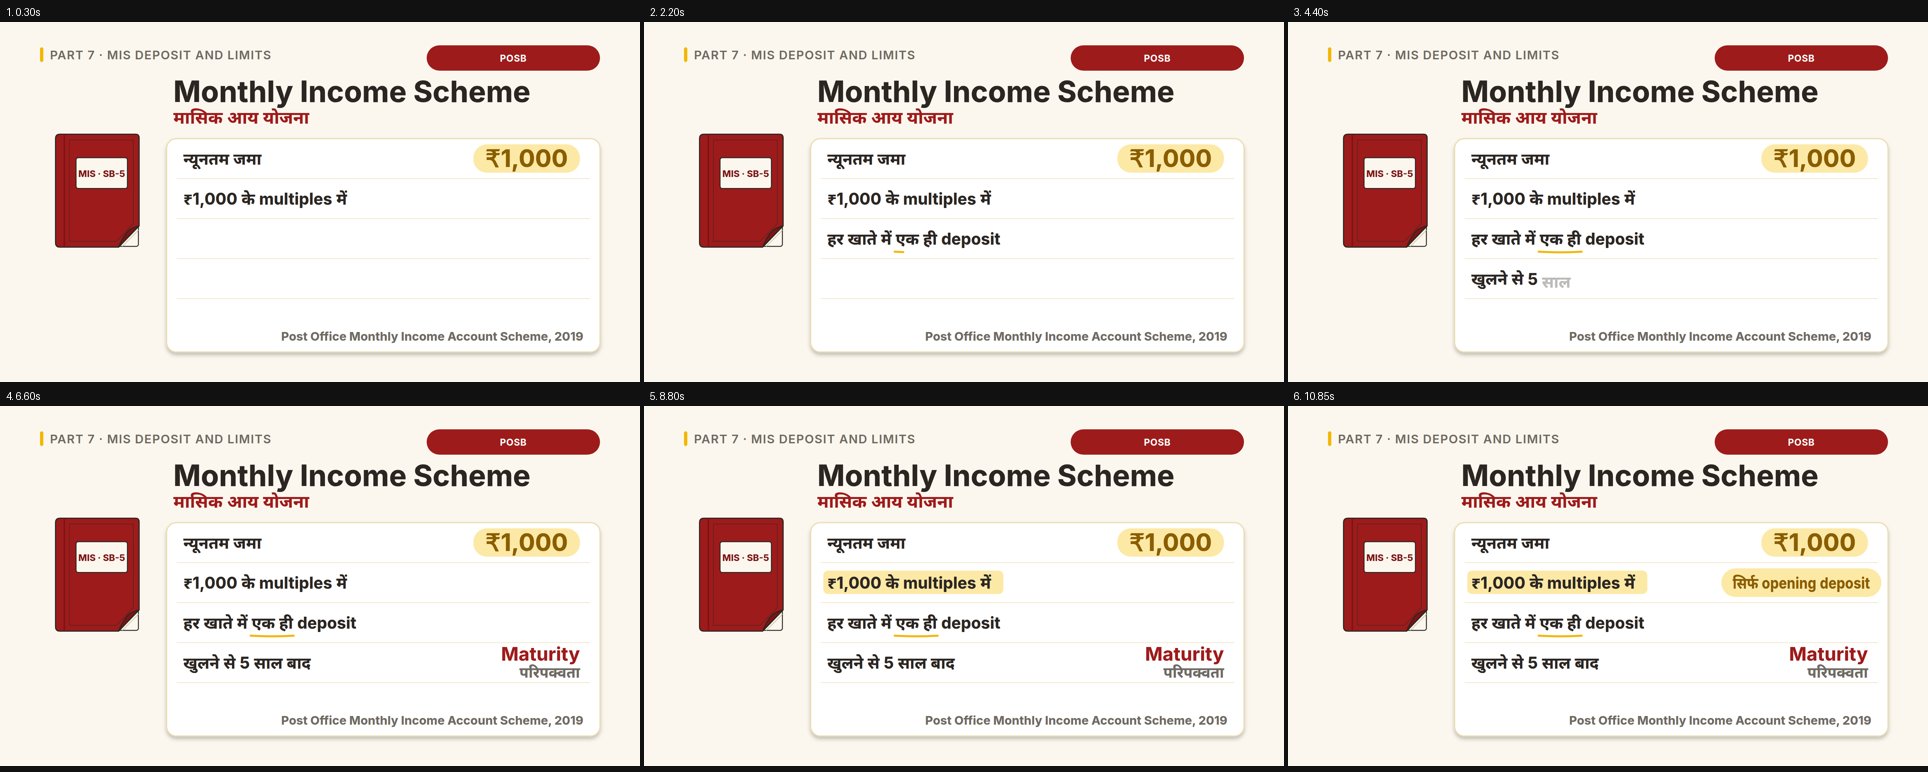 1. 0.30s
PART 7 · MIS DEPOSIT AND LIMITS
POSB
Monthly Income Scheme
मासिक आय योजना
MIS · SB-5
न्यूनतम जमा ₹1,000
₹1,000 के multiples में
Post Office Monthly Income Account Scheme, 2019
2. 2.20s
PART 7 · MIS DEPOSIT AND LIMITS
POSB
Monthly Income Scheme
मासिक आय योजना
MIS · SB-5
न्यूनतम जमा ₹1,000
₹1,000 के multiples में
हर खाते में एक ही deposit
Post Office Monthly Income Account Scheme, 2019
3. 4.40s
PART 7 · MIS DEPOSIT AND LIMITS
POSB
Monthly Income Scheme
मासिक आय योजना
MIS · SB-5
न्यूनतम जमा ₹1,000
₹1,000 के multiples में
हर खाते में एक ही deposit
खुलने से 5 साल
Post Office Monthly Income Account Scheme, 2019
4. 6.60s
PART 7 · MIS DEPOSIT AND LIMITS
POSB
Monthly Income Scheme
मासिक आय योजना
MIS · SB-5
न्यूनतम जमा ₹1,000
₹1,000 के multiples में
हर खाते में एक ही deposit
खुलने से 5 साल बाद Maturity
परिपक्वता
Post Office Monthly Income Account Scheme, 2019
5. 8.80s
PART 7 · MIS DEPOSIT AND LIMITS
POSB
Monthly Income Scheme
मासिक आय योजना
MIS · SB-5
न्यूनतम जमा ₹1,000
₹1,000 के multiples में
हर खाते में एक ही deposit
खुलने से 5 साल बाद Maturity
परिपक्वता
Post Office Monthly Income Account Scheme, 2019
6. 10.85s
PART 7 · MIS DEPOSIT AND LIMITS
POSB
Monthly Income Scheme
मासिक आय योजना
MIS · SB-5
न्यूनतम जमा ₹1,000
₹1,000 के multiples में सिर्फ opening deposit
हर खाते में एक ही deposit
खुलने से 5 साल बाद Maturity
परिपक्वता
Post Office Monthly Income Account Scheme, 2019